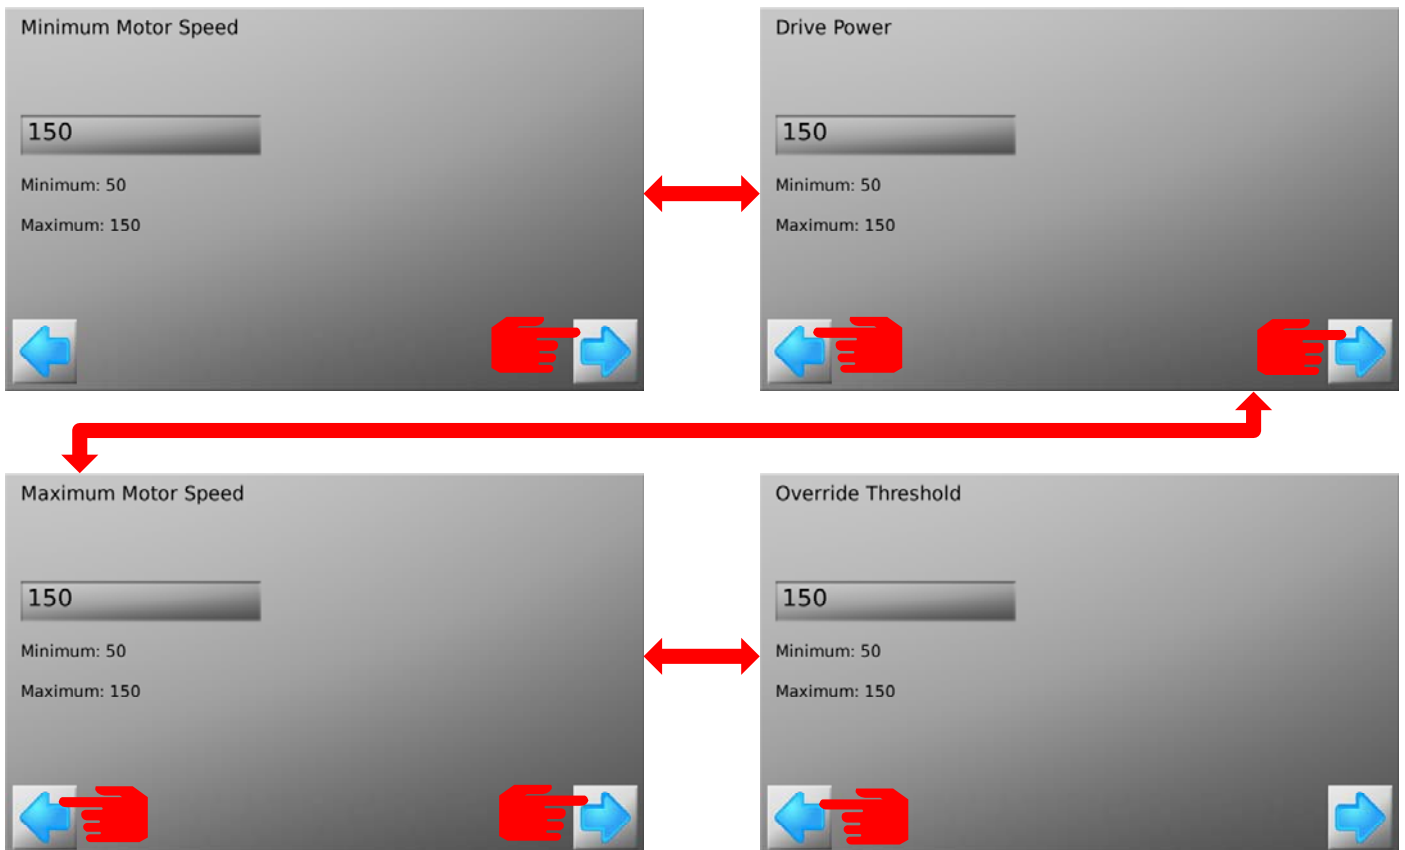 Minimum Motor Speed
150
Minimum: 50
Maximum: 150
Drive Power
150
Minimum: 50
Maximum: 150
Maximum Motor Speed
150
Minimum: 50
Maximum: 150
Override Threshold
150
Minimum: 50
Maximum: 150